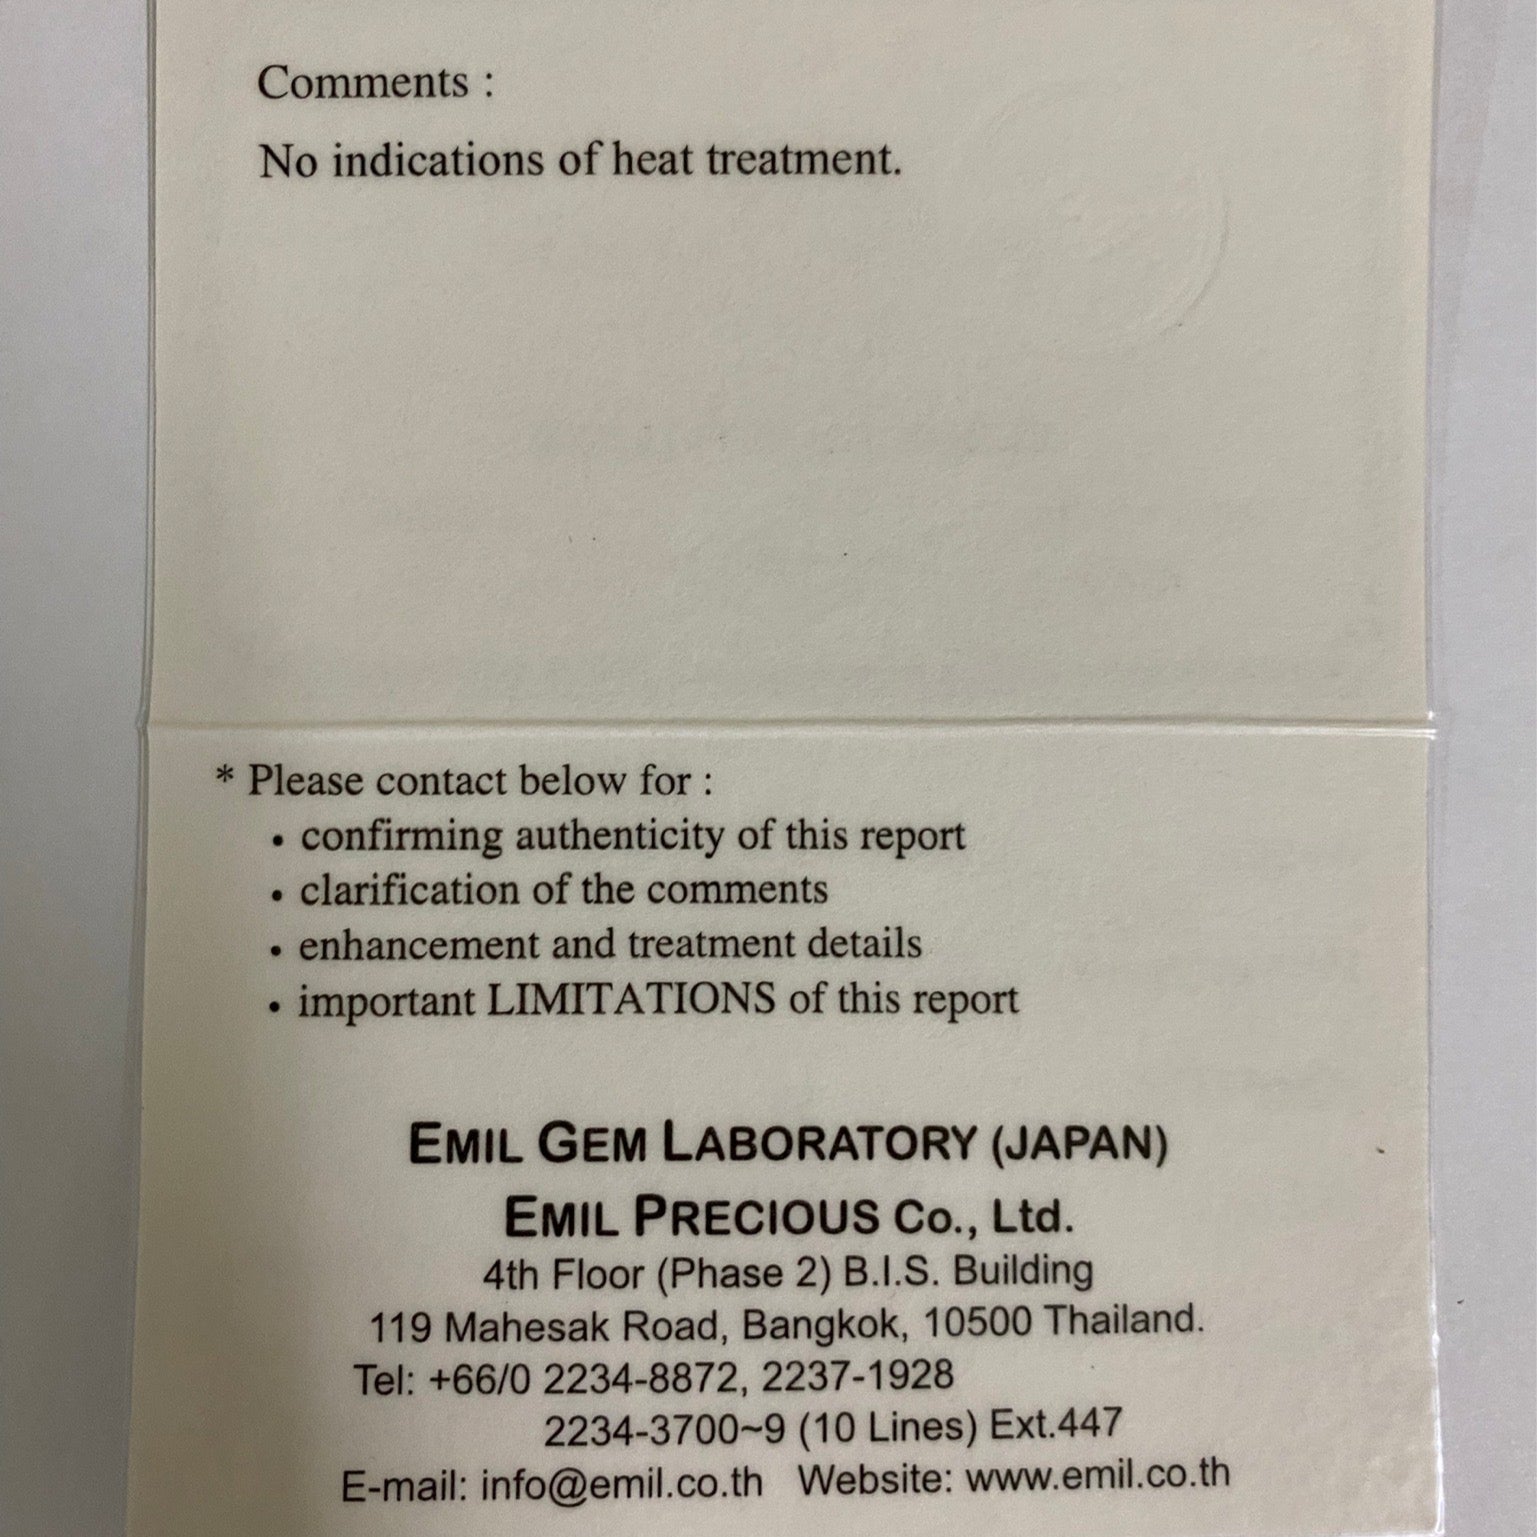 Comments :
No indications of heat treatment.
* Please contact below for :
• confirming authenticity of this report
• clarification of the comments
• enhancement and treatment details
• important LIMITATIONS of this report
EMIL GEM LABORATORY (JAPAN)
EMIL PRECIOUS Co., Ltd.
4th Floor (Phase 2) B.I.S. Building
119 Mahesak Road, Bangkok, 10500 Thailand.
Tel: +66/0 2234-8872, 2237-1928
2234-3700~9 (10 Lines) Ext.447
E-mail: info@emil.co.th Website: www.emil.co.th